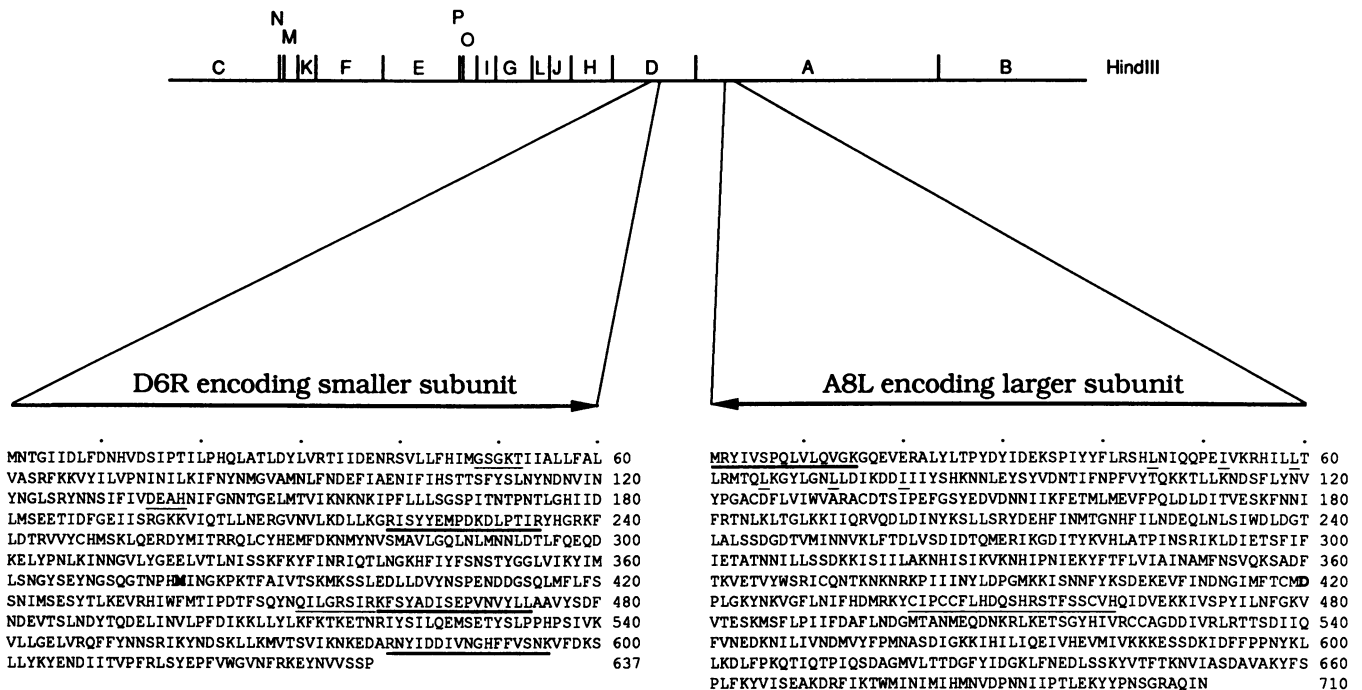 N
M
P
O
C K F E I G L J H D A B HindIII
D6R encoding smaller subunit
A8L encoding larger subunit
MNTGIIDLFDNHVDSIPTILPHQLATLDYLVRTIIDENRSVLLFHIMGSGKTIIALLFAL 60
VASRFKKVYILVPNINILKIFNYNMGVAMNLFNDEFIAENIFIHSTTSFYSLNYNDNVIN 120
YNGLSRYNNSIFIVDEAHNIFGNNTGELMTVIKNKNKIPFLLLSGSPITNTPNTLGHIID 180
LMSEETIDFGEIISRGKKVIQTLLNERGVNVLKDLLKGRISYYEMPDKDLPTIRYHGRKF 240
LDTRVVYCHMSKLQERDYMITRRQLCYHEMFDKNMYNVSMAVLGQLNLMNNLDTLFQEQD 300
KELYPNLKINNGVLYGEELVTLNISSKFKYFINRIQTLNGKHFIYFSNSTYGGLVIKYIM 360
LSNGYSEYNGSQGTNPHMINGKPKTFAIVTSKMKSSLEDLLDVYNSPENDDGSQLMFLFS 420
SNIMSESYTLKEVRHIWFMTIPDTFSQYNQILGRSIRKFSYADISEPVNVYLLAAVYSDF 480
NDEVTSLNDYTQDELINVLPFDIKKLLYLKFKTKETNRIYSILQEMSETYSLPPHPSIVK 540
VLLGELVRQFFYNNSRIKYNDSKLLKMVTSVIKNKEDARNYIDDIVNGHFFVSNKVFDKS 600
LLYKYENDIITVPFRLSYEPFVWGVNFRKEYNVVSSP 637
MRYIVSPQLVLQVGKGQEVERALYLTPYDYIDEKSPIYYFLRSHLNIQQPEIVKRHILLT 60
LRMTQLKGYLGNLLDIKDDIIIYSHKNNLEYSYVDNTIFNPFVYTQKKTLLKNDSFLYNV 120
YPGACDFLVIWVARACDTSIPEFGSYEDVDNNIIKFETMLMEVFPQLDLDITVESKFNNI 180
FRTNLKLTGLKKIIQRVQDLDINYKSLLSRYDEHFINMTGNHFILNDEQLNLSIWDLDGT 240
LALSSDGDTVMINNVKLFTDLVSDIDTQMERIKGDITYKVHLATPINSRIKLDIETSFIF 300
IETATNNILLSSDKKISIILAKNHISIKVKNHIPNIEKYFTFLVIAINAMFNSVQKSADF 360
TKVETVYWSRICQNTKNKNRKPIIINYLDPGMKKISNNFYKSDEKEVFINDNGIMFTCMD 420
PLGKYNKVGFLNIFHDMRKYCIPCCFLHDQSHRSTFSSCVHQIDVEKKIVSPYILNFGKV 480
VTESKMSFLPIIFDAFLNDGMTANMEQDNKRLKETSGYHIVRCCAGDDIVRLRTTSDIIQ 540
FVNEDKNILIVNDMVYFPMNASDIGKKIHILIQEIVHEVMIVKKKESSDKIDFFPPNYKL 600
LKDLFPKQTIQTPIQSDAGMVLTTDGFYIDGKLFNEDLSSKYVTFTKNVIASDAVAKYFS 660
PLFKYVISEAKDRFIKTWMINIMIHMNVDPNNIIPTLEKYYPNSGRAQIN 710